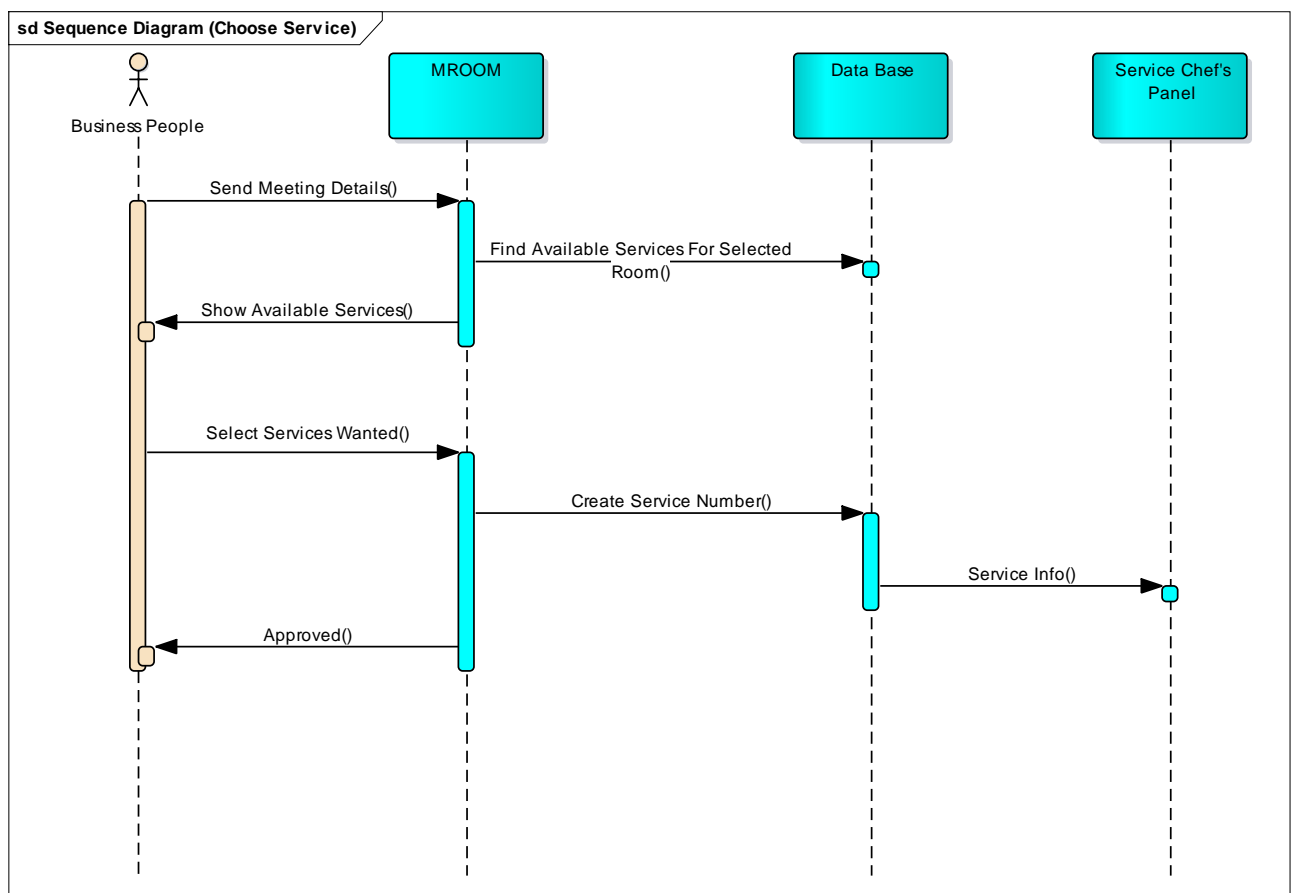 sd Sequence Diagram (Choose Service)
Business People
MROOM
Data Base
Service Chef's
Panel
Send Meeting Details()
Find Available Services For Selected
Room()
Show Available Services()
Select Services Wanted()
Create Service Number()
Service Info()
Approved()